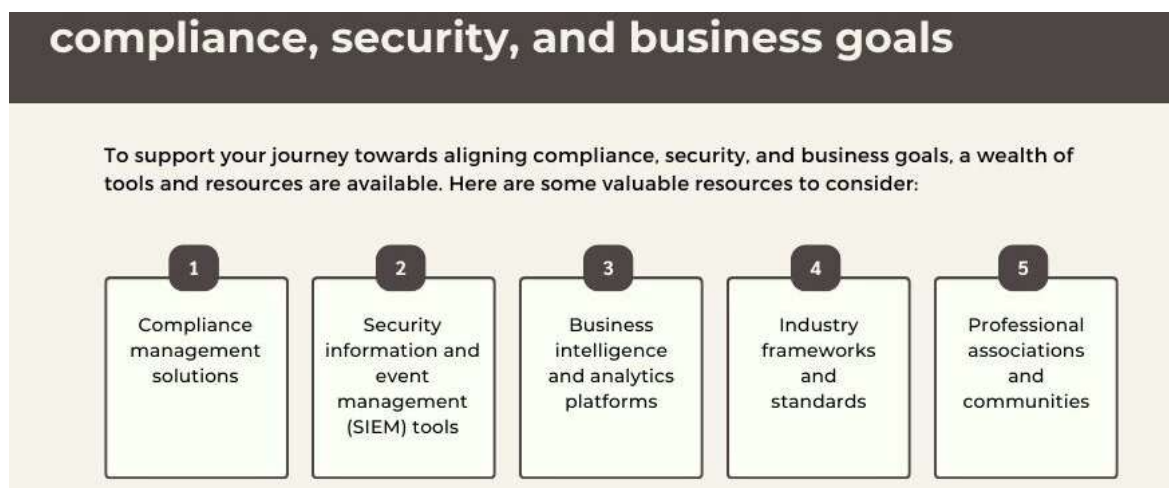 compliance, security, and business goals
To support your journey towards aligning compliance, security, and business goals, a wealth of
tools and resources are available. Here are some valuable resources to consider:
1
Compliance
management
solutions
2
Security
information and
event
management
(SIEM) tools
3
Business
intelligence
and analytics
platforms
4
Industry
frameworks
and
standards
5
Professional
associations
and
communities